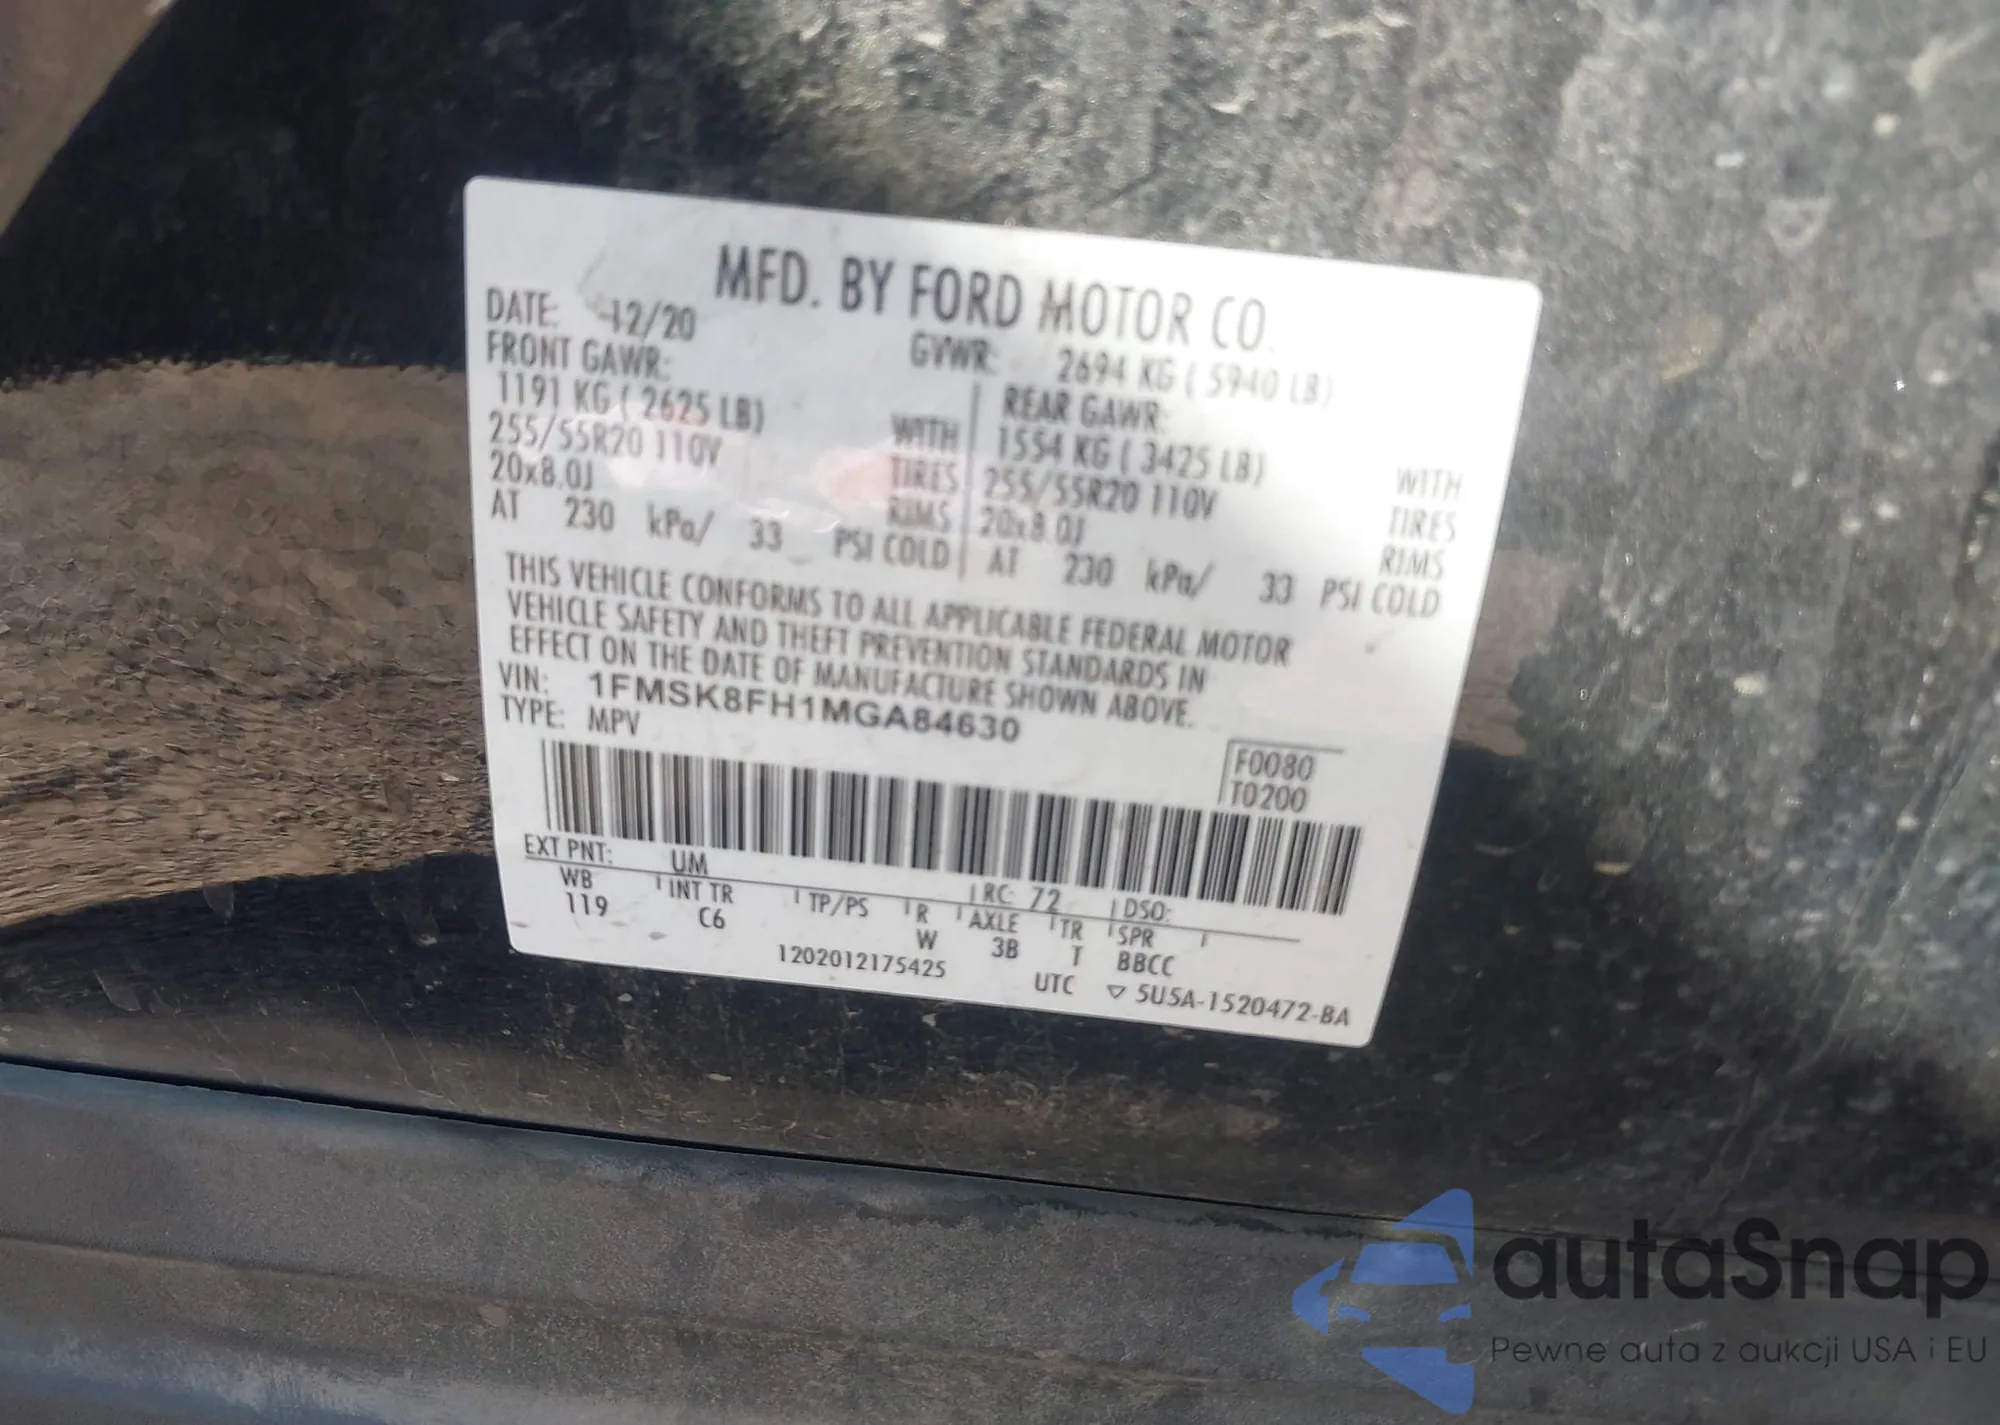 MFD. BY FORD MOTOR CO.
DATE: 12/20 GVWR: 2694 KG ( 5940 LB)
FRONT GAWR: REAR GAWR:
1191 KG ( 2625 LB) WITH 1554 KG ( 3425 LB) WITH
255/55R20 110V TIRES 255/55R20 110V TIRES
20x8.0J RIMS 20x8.0J RIMS
AT 230 kPa/ 33 PSI COLD AT 230 kPa/ 33 PSI COLD
THIS VEHICLE CONFORMS TO ALL APPLICABLE FEDERAL MOTOR
VEHICLE SAFETY AND THEFT PREVENTION STANDARDS IN
EFFECT ON THE DATE OF MANUFACTURE SHOWN ABOVE.
VIN: 1FMSK8FH1MGA84630
TYPE: MPV
F0080
T0200
EXT PNT: UM RC: 72 DSO:
WB INT TR TP/PS R AXLE TR SPR
119 C6 W 3B T BBCC
1202012175425 UTC ▽ 5U5A-1520472-BA
autaSnap
Pewne auta z aukcji USA i EU